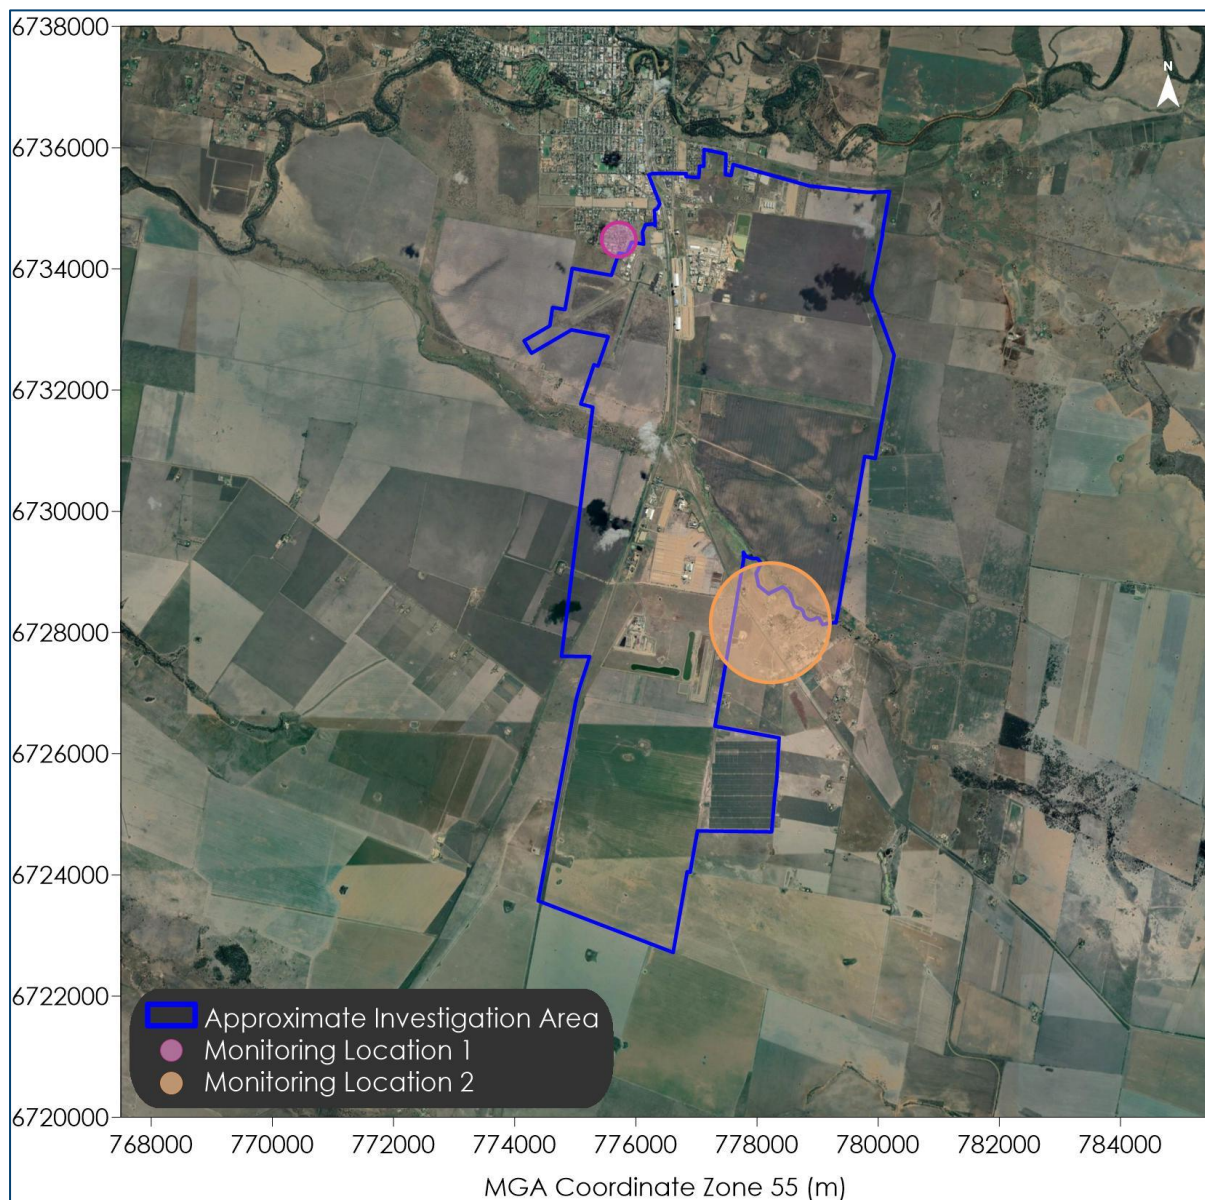 6738000
N
6736000
6734000
6732000
6730000
6728000
6726000
6724000
6722000
6720000
Approximate Investigation Area
Monitoring Location 1
Monitoring Location 2
768000 770000 772000 774000 776000 778000 780000 782000 784000
MGA Coordinate Zone 55 (m)